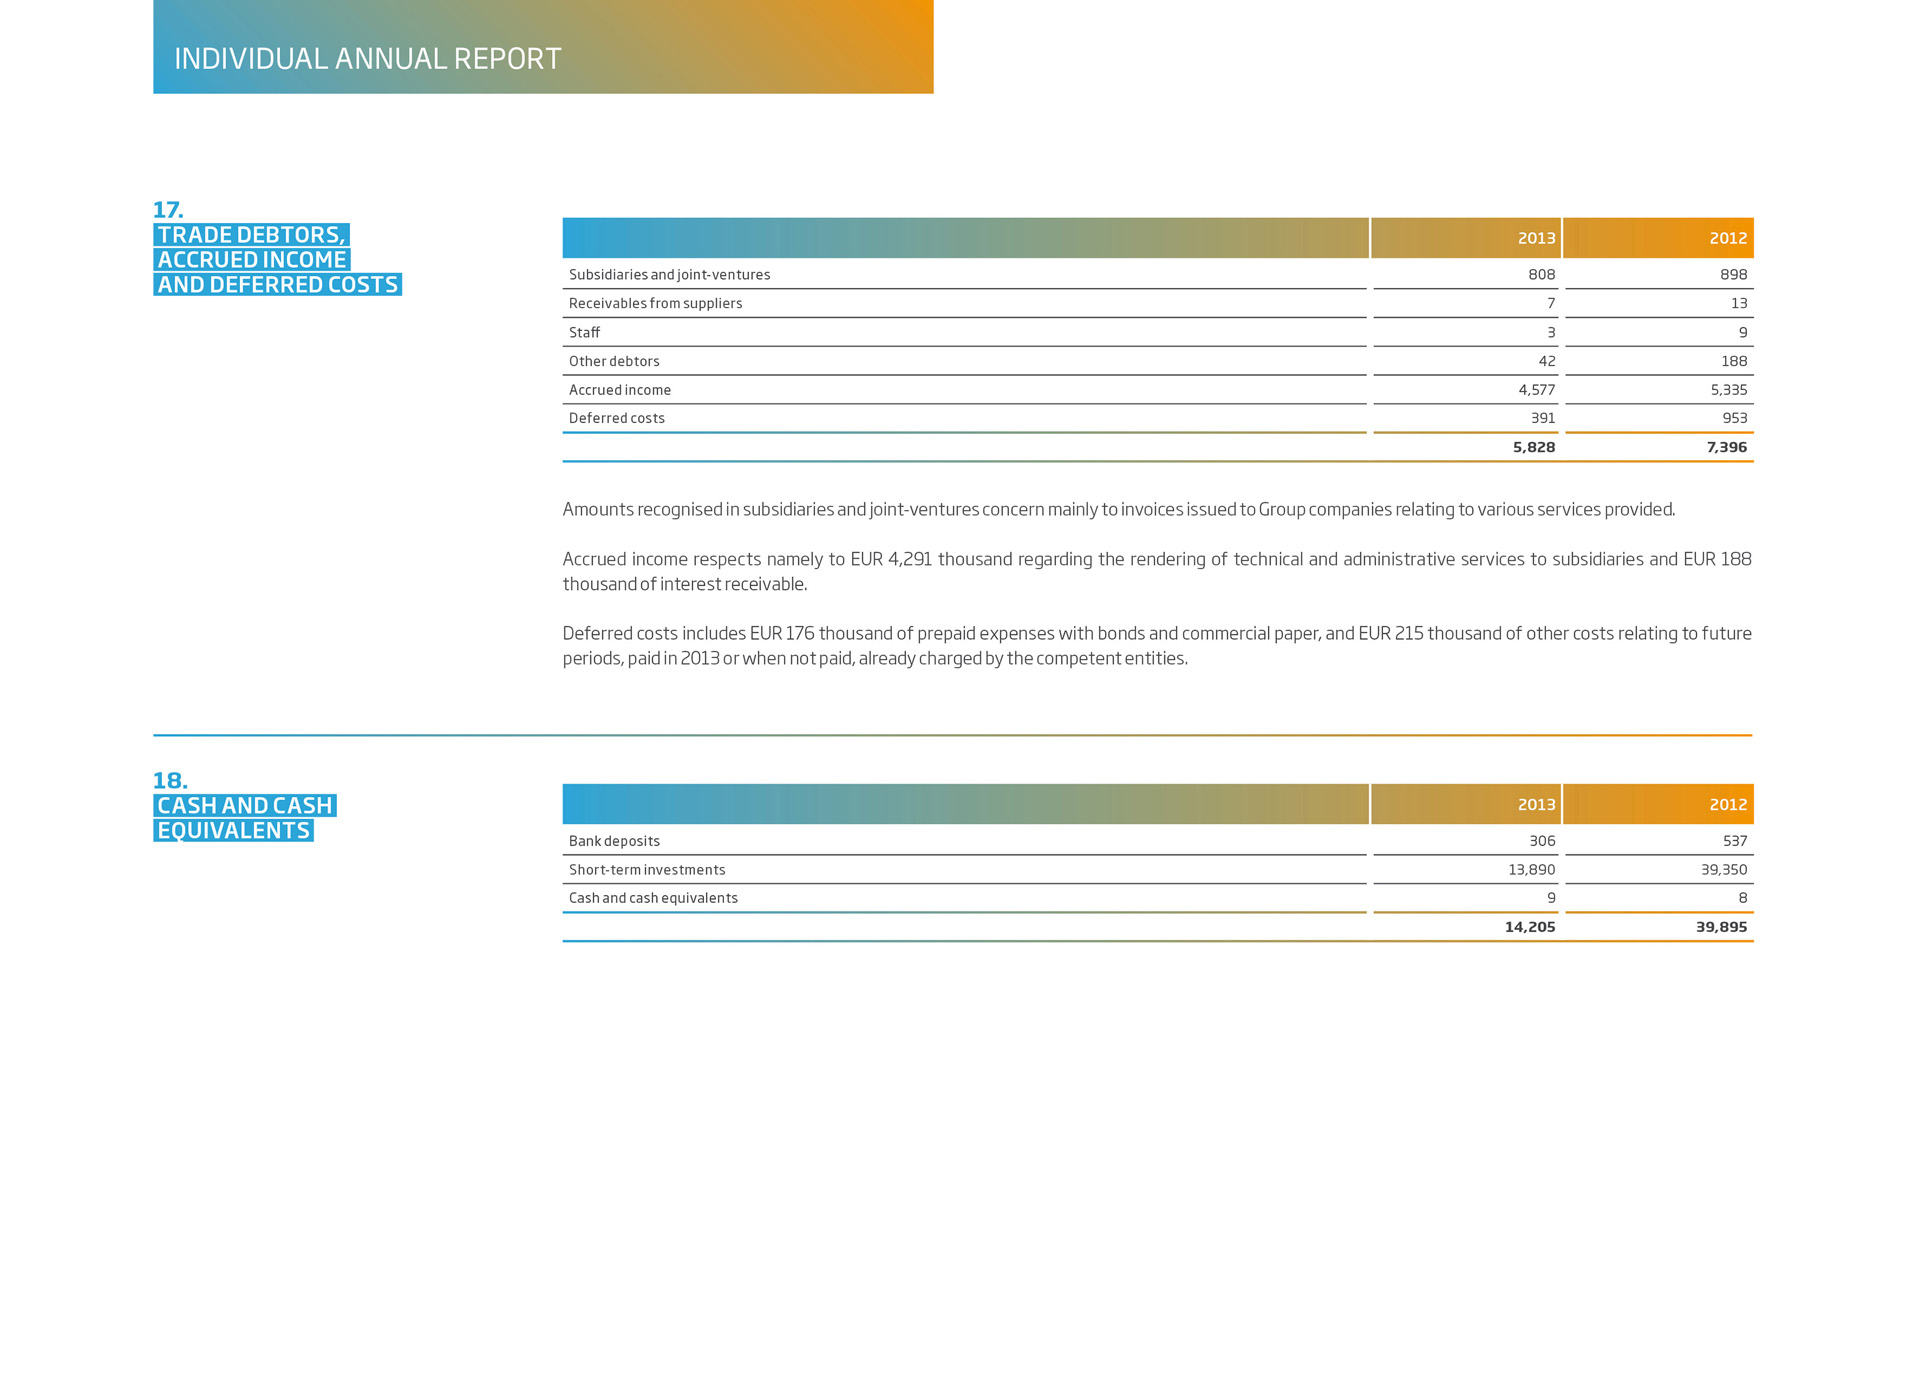 INDIVIDUAL ANNUAL REPORT
17.
TRADE DEBTORS,
ACCRUED INCOME
AND DEFERRED COSTS
2013 2012
Subsidiaries and joint-ventures 808 898
Receivables from suppliers 7 13
Staff 3 9
Other debtors 42 188
Accrued income 4,577 5,335
Deferred costs 391 953
5,828 7,396
Amounts recognised in subsidiaries and joint-ventures concern mainly to invoices issued to Group companies relating to various services provided.
Accrued income respects namely to EUR 4,291 thousand regarding the rendering of technical and administrative services to subsidiaries and EUR 188
thousand of interest receivable.
Deferred costs includes EUR 176 thousand of prepaid expenses with bonds and commercial paper, and EUR 215 thousand of other costs relating to future
periods, paid in 2013 or when not paid, already charged by the competent entities.
18.
CASH AND CASH
EQUIVALENTS
2013 2012
Bank deposits 306 537
Short-term investments 13,890 39,350
Cash and cash equivalents 9 8
14,205 39,895